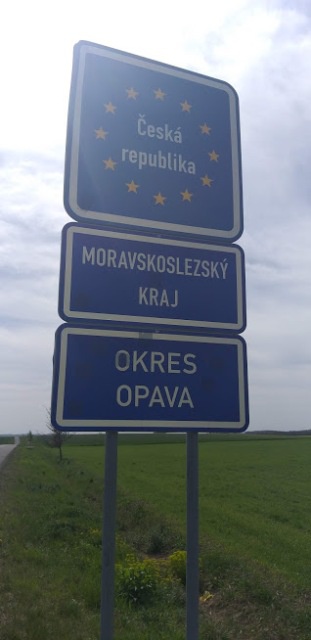 Česká
republika
MORAVSKOSLEZSKÝ
KRAJ
OKRES
OPAVA